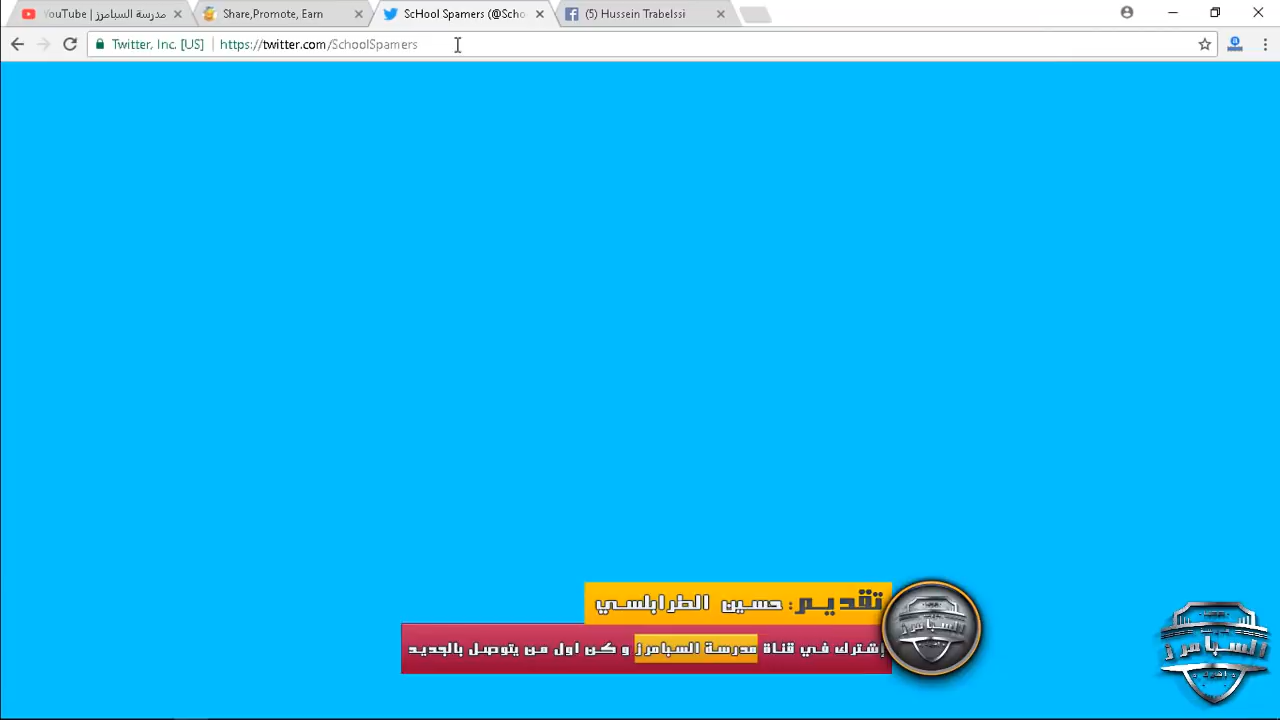 YouTube | مدرسة السبامرز
Share,Promote, Earn
ScHool Spamers (@Scho
(5) Hussein Trabelssi
Twitter, Inc. [US] | https://twitter.com/SchoolSpamers
تقديم: حسين الطرابلسي
إشترك في قناة مدرسة السبامرز و كن اول من يتوصل بالجديد
السبامرز
السبامرز